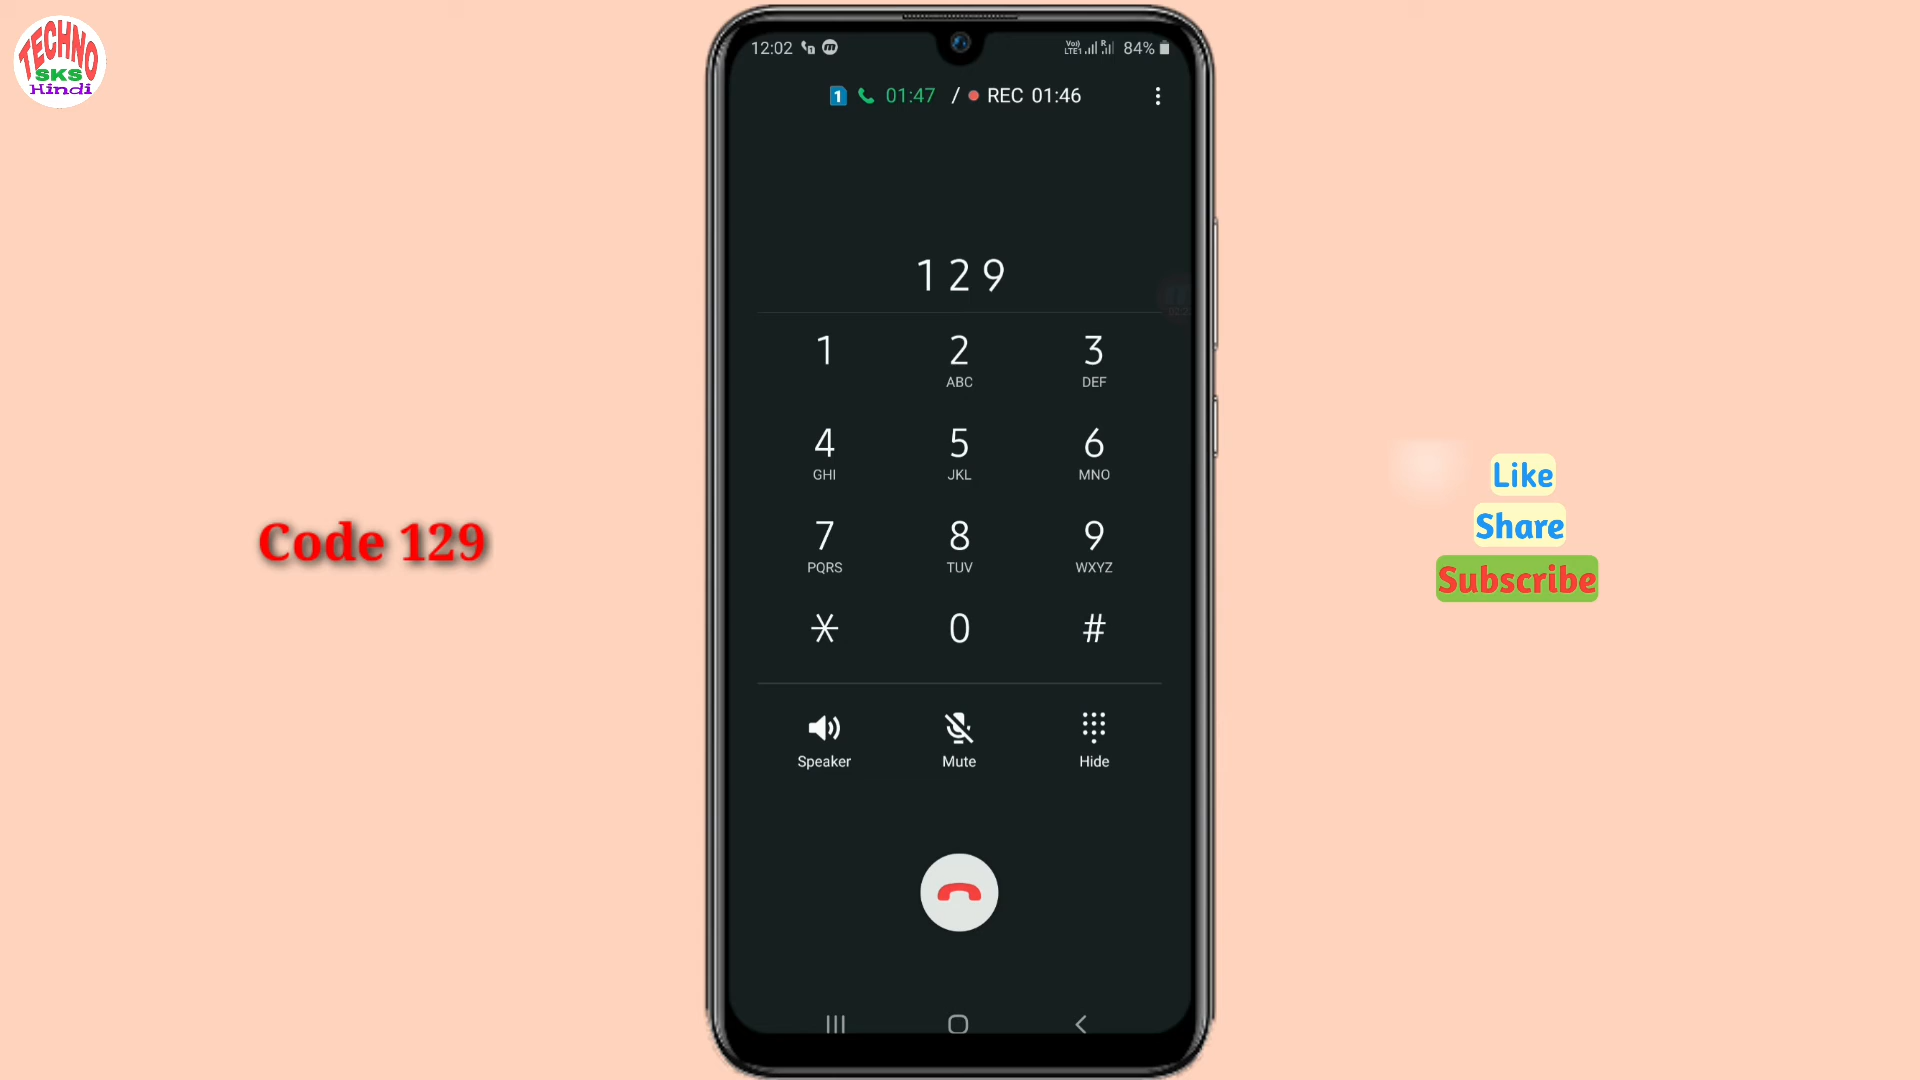 TECHNO
SKS
Hindi
12:02
Vo))
LTE1
R
84%
1 01:47 / REC 01:46
129
1 2 3
ABC DEF
4 5 6
GHI JKL MNO
7 8 9
PQRS TUV WXYZ
* 0 #
Speaker Mute Hide
Code 129
Like
Share
Subscribe